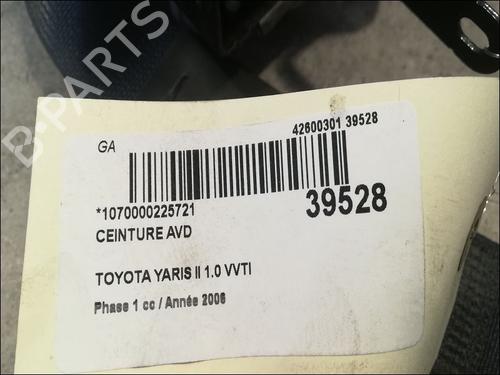 B-PARTS
GA
42600301 39528
*1070000225721
39528
CEINTURE AVD
TOYOTA YARIS II 1.0 VVTI
Phase 1 cc / Année 2006